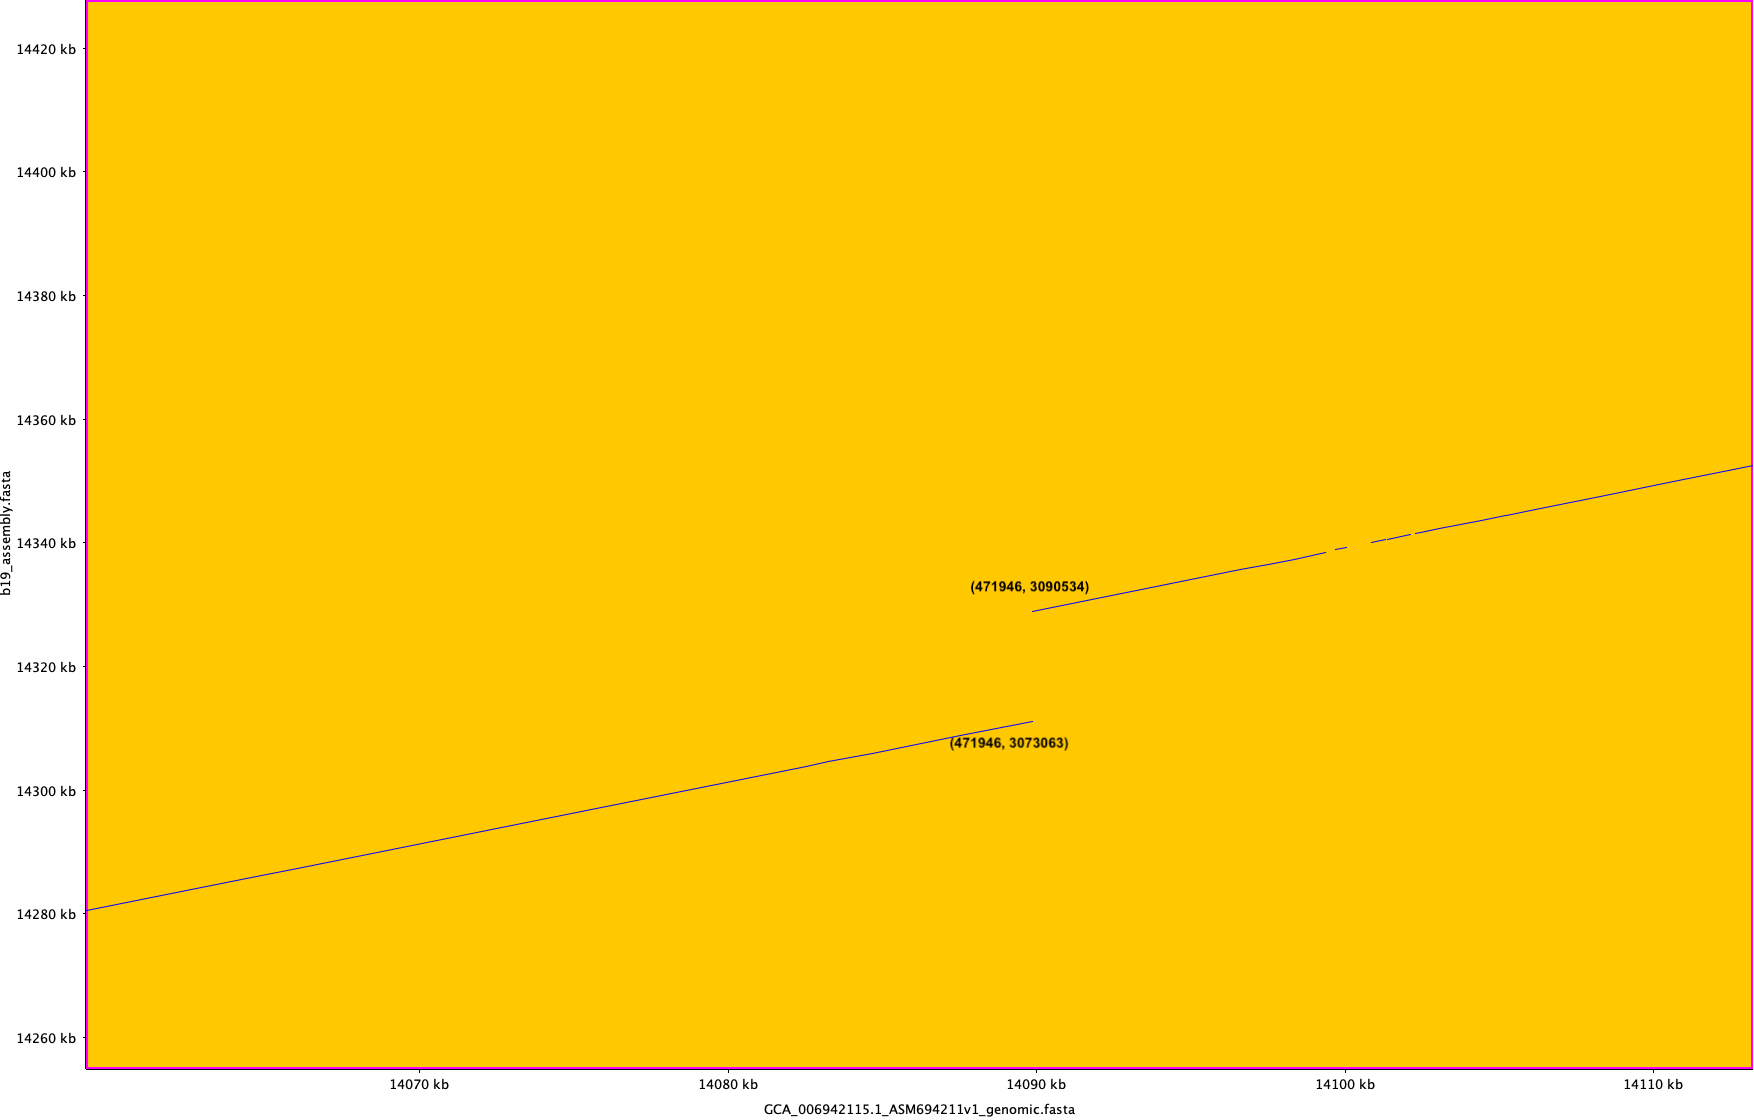 14420 kb
14400 kb
14380 kb
14360 kb
14340 kb
14320 kb
14300 kb
14280 kb
14260 kb
b19_assembly.fasta
(471946, 3090534)
(471946, 3073063)
14070 kb
14080 kb
14090 kb
14100 kb
14110 kb
GCA_006942115.1_ASM694211v1_genomic.fasta